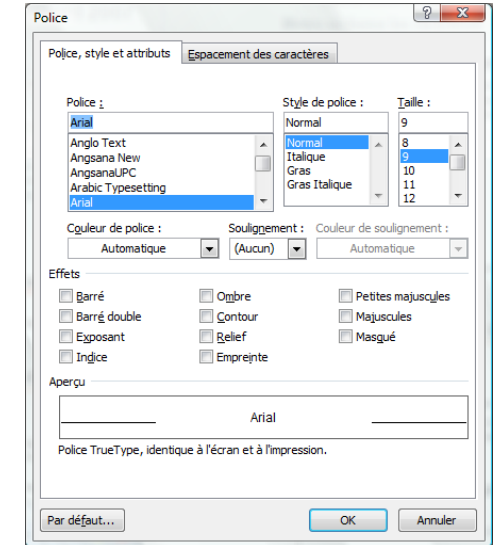 Police
Police, style et attributs Espacement des caractères
Police : Style de police : Taille :
Arial Normal 9
Anglo Text Normal 8
Angsana New Italique 9
AngsanaUPC Gras 10
Arabic Typesetting Gras Italique 11
Arial 12
Couleur de police : Soulignement : Couleur de soulignement :
Automatique (Aucun) Automatique
Effets
Barré Ombre Petites majuscules
Barré double Contour Majuscules
Exposant Relief Masqué
Indice Empreinte
Aperçu
Arial
Police TrueType, identique à l'écran et à l'impression.
Par défaut... OK Annuler